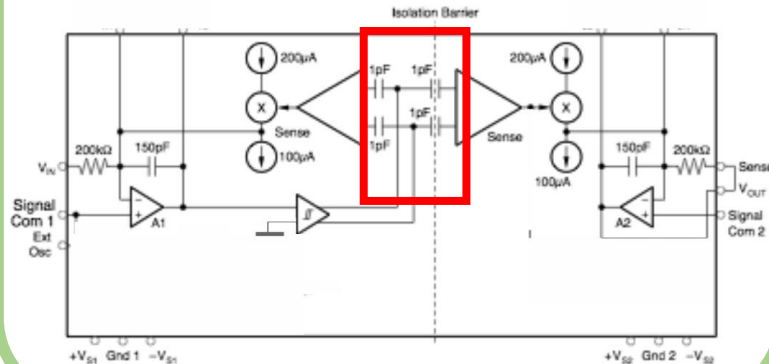 Isolation Barrier
200µA
1pF
1pF
200µA
X
1pF
X
Sense
1pF
Sense
200kΩ
150pF
100µA
100µA
150pF
200kΩ
VIN
Sense
VOUT
Signal
Com 1
A1
A2
Signal
Com 2
Ext
Osc
+VS1 Gnd 1 −VS1
+VS2 Gnd 2 −VS2